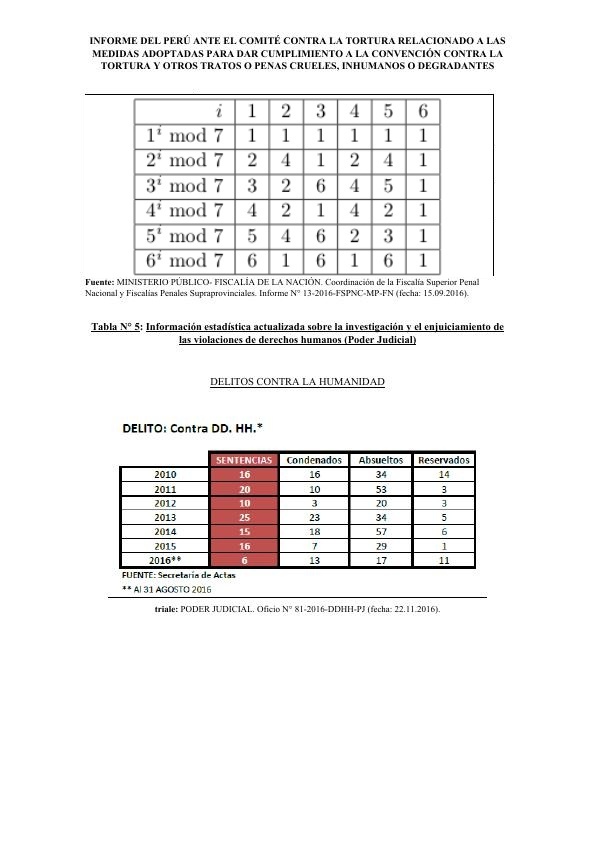 INFORME DEL PERÚ ANTE EL COMITÉ CONTRA LA TORTURA RELACIONADO A LAS
MEDIDAS ADOPTADAS PARA DAR CUMPLIMIENTO A LA CONVENCIÓN CONTRA LA
TORTURA Y OTROS TRATOS O PENAS CRUELES, INHUMANOS O DEGRADANTES
i 1 2 3 4 5 6
1^i mod 7 1 1 1 1 1 1
2^i mod 7 2 4 1 2 4 1
3^i mod 7 3 2 6 4 5 1
4^i mod 7 4 2 1 4 2 1
5^i mod 7 5 4 6 2 3 1
6^i mod 7 6 1 6 1 6 1
Fuente: MINISTERIO PÚBLICO- FISCALÍA DE LA NACIÓN. Coordinación de la Fiscalía Superior Penal
Nacional y Fiscalías Penales Supraprovinciales. Informe N° 13-2016-FSPNC-MP-FN (fecha: 15.09.2016).
Tabla N° 5: Información estadística actualizada sobre la investigación y el enjuiciamiento de
las violaciones de derechos humanos (Poder Judicial)
DELITOS CONTRA LA HUMANIDAD
DELITO: Contra DD. HH.*
SENTENCIAS Condenados Absueltos Reservados
2010 16 16 34 14
2011 20 10 53 3
2012 10 3 20 3
2013 25 23 34 5
2014 15 18 57 6
2015 16 7 29 1
2016** 6 13 17 11
FUENTE: Secretaría de Actas
** Al 31 AGOSTO 2016
triale: PODER JUDICIAL. Oficio N° 81-2016-DDHH-PJ (fecha: 22.11.2016).